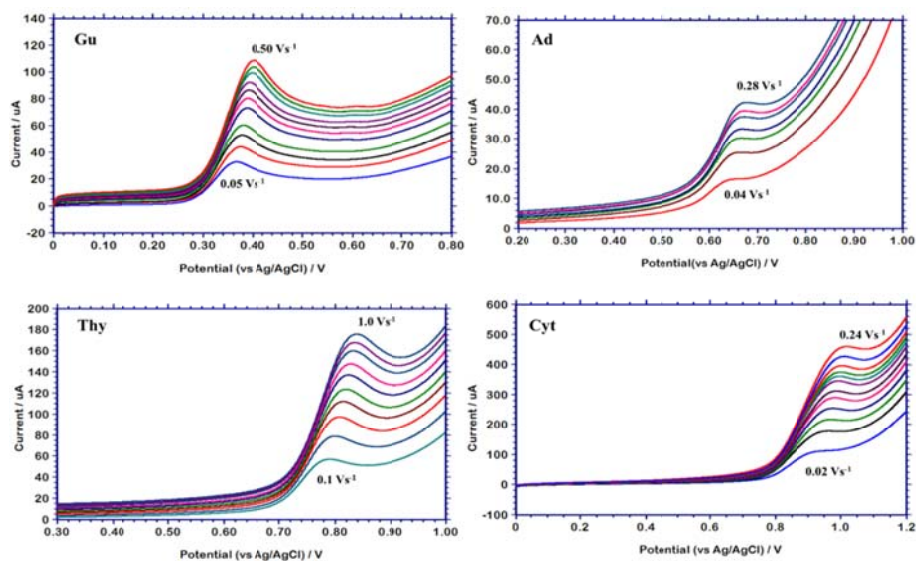 Gu
0.50 Vs-1
0.05 V1-1
Current / uA
140
120
100
80
60
40
20
0
-20
0 0.10 0.20 0.30 0.40 0.50 0.60 0.70 0.80
Potential (vs Ag/AgCl) / V
Ad
0.28 Vs-1
0.04 Vs-1
Current / uA
70.0
60.0
50.0
40.0
30.0
20.0
10.0
0.0
0.20 0.30 0.40 0.50 0.60 0.70 0.80 0.90 1.00
Potential(vs Ag/AgCl) / V
Thy
1.0 Vs-1
0.1 Vs-1
Current / uA
200
180
160
140
120
100
80
60
40
20
0
0.30 0.40 0.50 0.60 0.70 0.80 0.90 1.00
Potential (vs Ag/AgCl) / V
Cyt
0.24 Vs-1
0.02 Vs-1
Current / uA
600
500
400
300
200
100
0
-100
0 0.2 0.4 0.6 0.8 1.0 1.2
Potential (vs Ag/AgCl) / V